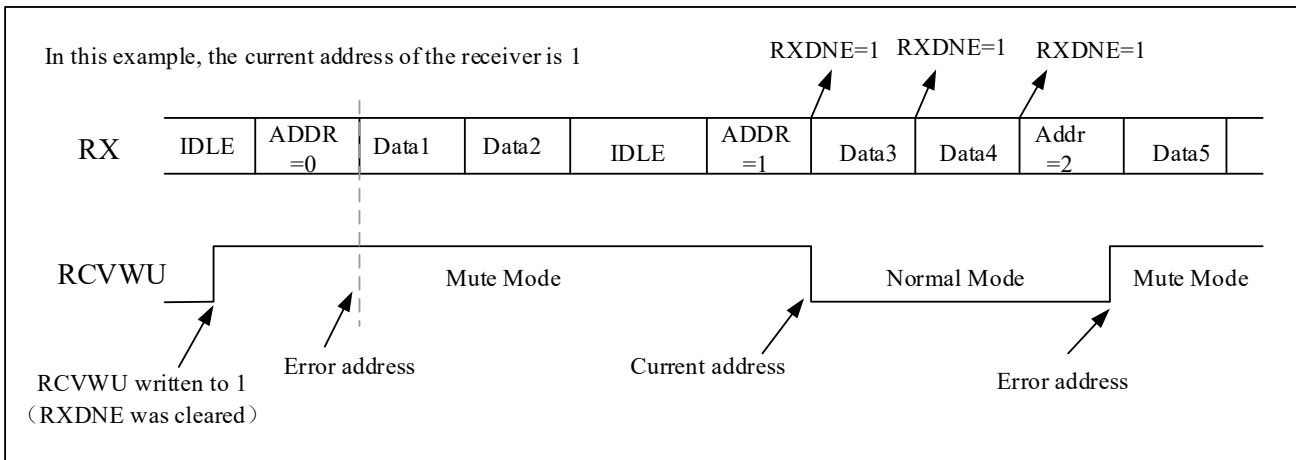 In this example, the current address of the receiver is 1
RXDNE=1
RXDNE=1
RXDNE=1
RX
IDLE
ADDR
=0
Data1
Data2
IDLE
ADDR
=1
Data3
Data4
Addr
=2
Data5
RCVWU
Mute Mode
Normal Mode
Mute Mode
Error address
Current address
Error address
RCVWU written to 1
（RXDNE was cleared）